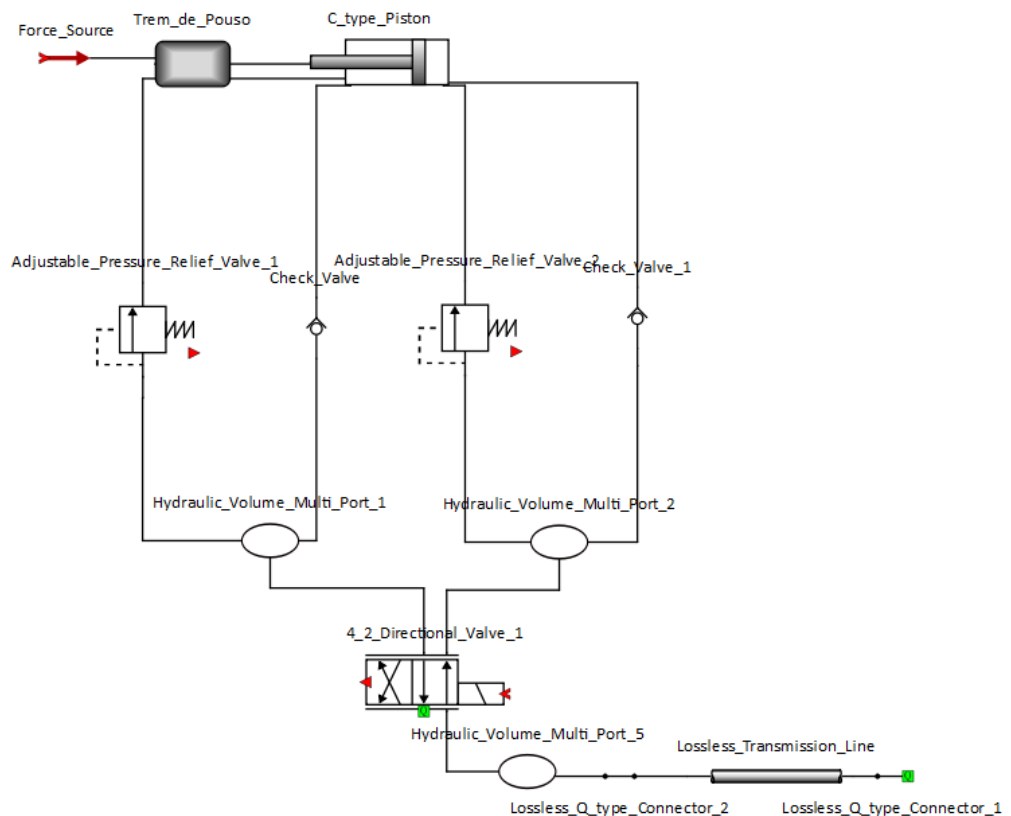 Trem_de_Pouso
C_type_Piston
Force_Source
Adjustable_Pressure_Relief_Valve_1
Adjustable_Pressure_Relief_Valve_2
Check_Valve_1
Check_Valve
Hydraulic_Volume_Multi_Port_1
Hydraulic_Volume_Multi_Port_2
4_2_Directional_Valve_1
Q
Hydraulic_Volume_Multi_Port_5
Lossless_Transmission_Line
Q
Lossless_Q_type_Connector_2
Lossless_Q_type_Connector_1